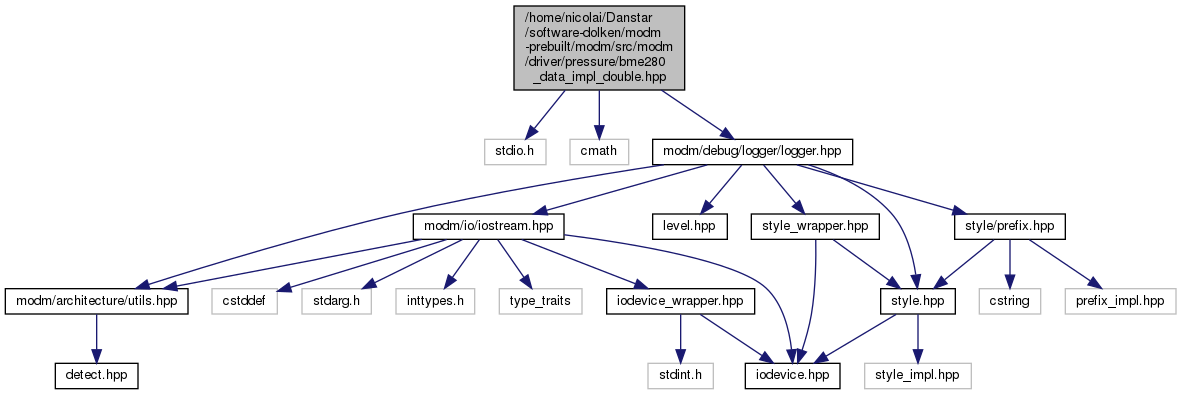 /home/nicolai/Danstar
/software-dolken/modm
-prebuilt/modm/src/modm
/driver/pressure/bme280
_data_impl_double.hpp
stdio.h
cmath
modm/debug/logger/logger.hpp
modm/io/iostream.hpp
level.hpp
style_wrapper.hpp
style/prefix.hpp
modm/architecture/utils.hpp
cstddef
stdarg.h
inttypes.h
type_traits
iodevice_wrapper.hpp
style.hpp
cstring
prefix_impl.hpp
detect.hpp
stdint.h
iodevice.hpp
style_impl.hpp